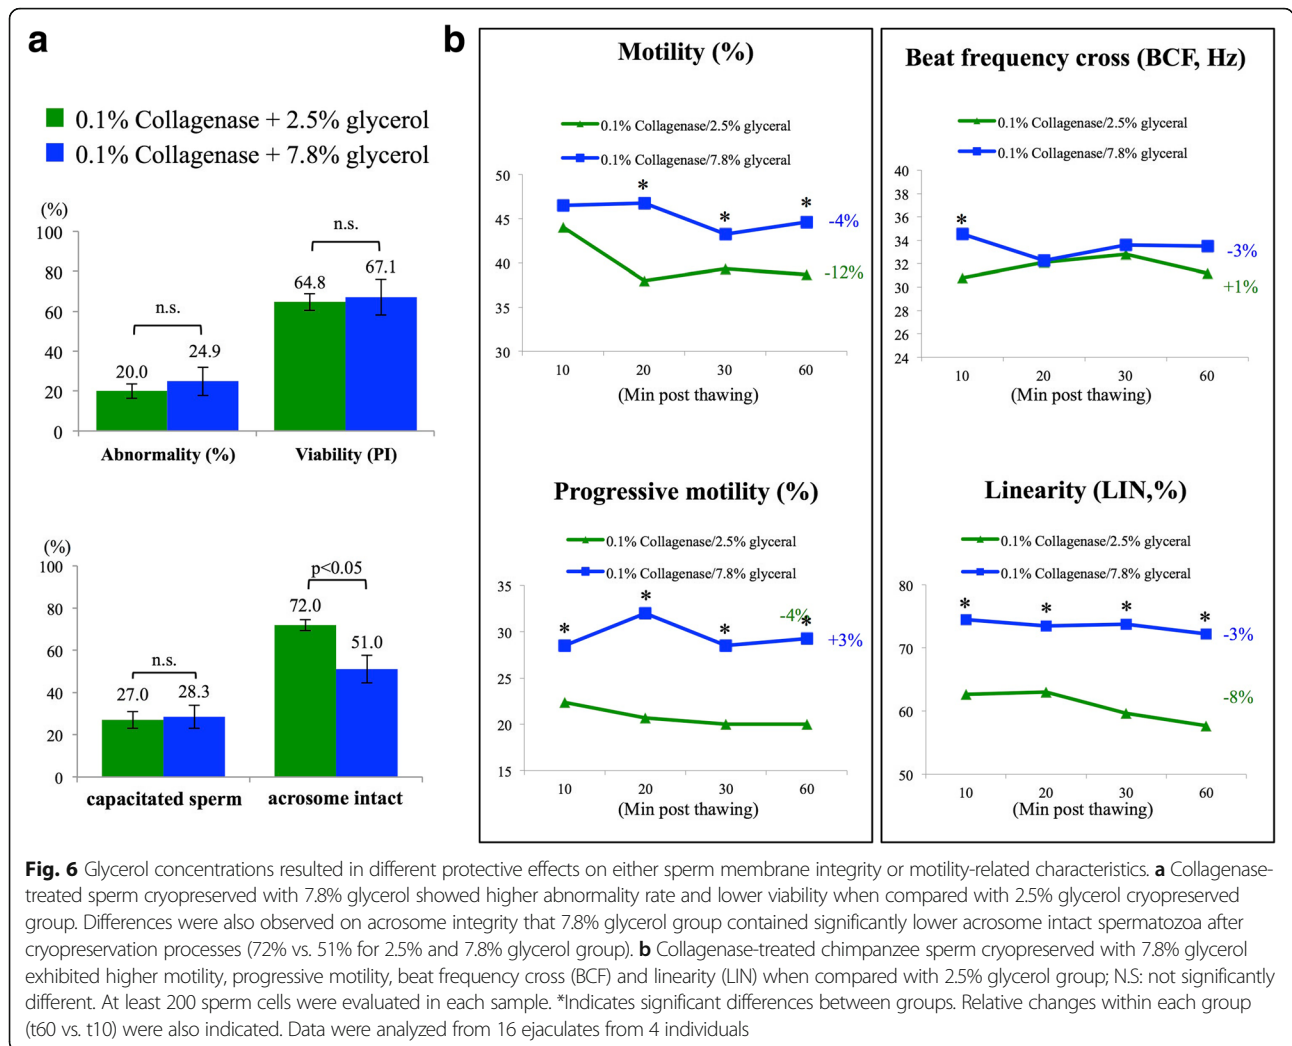 a
0.1% Collagenase + 2.5% glycerol
0.1% Collagenase + 7.8% glycerol
(%)
100
80
60
40
20
0
n.s.
20.0
24.9
n.s.
64.8
67.1
Abnormality (%)
Viability (PI)
(%)
100
80
60
40
20
0
n.s.
27.0
28.3
p<0.05
72.0
51.0
capacitated sperm
acrosome intact
b
Motility (%)
0.1% Collagenase/2.5% glyceral
0.1% Collagenase/7.8% glyceral
50
45
40
35
30
*
*
*
-4%
-12%
10 20 30 60
(Min post thawing)
Beat frequency cross (BCF, Hz)
0.1% Collagenase/2.5% glyceral
0.1% Collagenase/7.8% glyceral
40
38
36
34
32
30
28
26
24
*
-3%
+1%
10 20 30 60
(Min post thawing)
Progressive motility (%)
0.1% Collagenase/2.5% glyceral
0.1% Collagenase/7.8% glyceral
35
30
25
20
15
*
*
*
*
-4%
+3%
10 20 30 60
(Min post thawing)
Linearity (LIN,%)
0.1% Collagenase/2.5% glyceral
0.1% Collagenase/7.8% glyceral
80
70
60
50
*
*
*
*
-3%
-8%
10 20 30 60
(Min post thawing)
Fig. 6 Glycerol concentrations resulted in different protective effects on either sperm membrane integrity or motility-related characteristics. a Collagenase-
treated sperm cryopreserved with 7.8% glycerol showed higher abnormality rate and lower viability when compared with 2.5% glycerol cryopreserved
group. Differences were also observed on acrosome integrity that 7.8% glycerol group contained significantly lower acrosome intact spermatozoa after
cryopreservation processes (72% vs. 51% for 2.5% and 7.8% glycerol group). b Collagenase-treated chimpanzee sperm cryopreserved with 7.8% glycerol
exhibited higher motility, progressive motility, beat frequency cross (BCF) and linearity (LIN) when compared with 2.5% glycerol group; N.S: not significantly
different. At least 200 sperm cells were evaluated in each sample. *Indicates significant differences between groups. Relative changes within each group
(t60 vs. t10) were also indicated. Data were analyzed from 16 ejaculates from 4 individuals